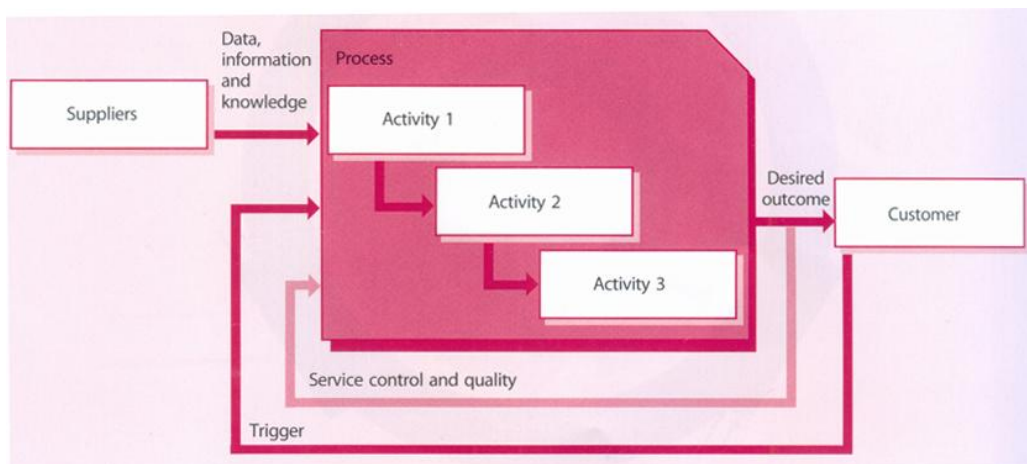 Data,
information
and
knowledge
Process
Suppliers
Activity 1
Activity 2
Desired
outcome
Customer
Activity 3
Service control and quality
Trigger